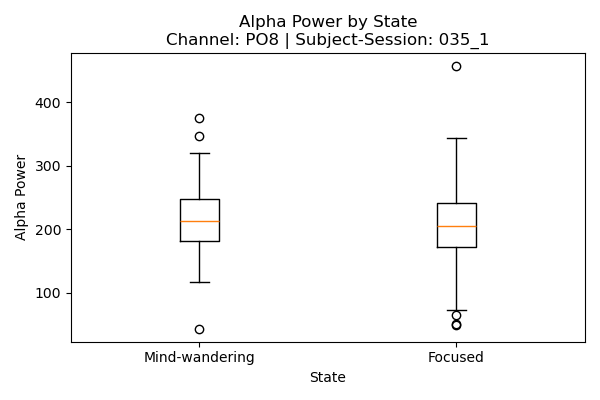 Alpha Power by State
Channel: PO8 | Subject-Session: 035_1
Alpha Power
400
300
200
100
Mind-wandering Focused
State